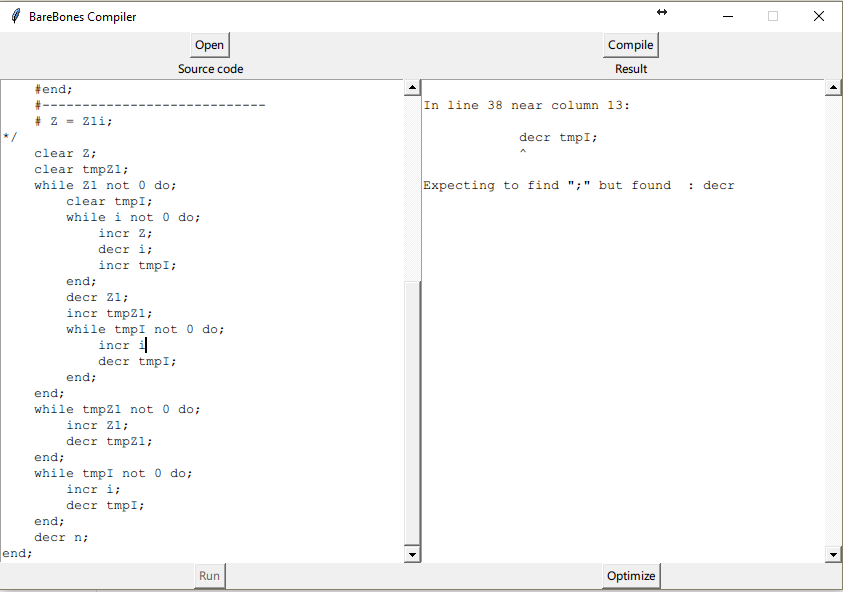 BareBones Compiler
Open
Compile
Source code
Result
#end;
#----------------------------
# Z = Z1i;
*/
clear Z;
clear tmpZ1;
while Z1 not 0 do;
clear tmpI;
while i not 0 do;
incr Z;
decr i;
incr tmpI;
end;
decr Z1;
incr tmpZ1;
while tmpI not 0 do;
incr i
decr tmpI;
end;
end;
while tmpZ1 not 0 do;
incr Z1;
decr tmpZ1;
end;
while tmpI not 0 do;
incr i;
decr tmpI;
end;
decr n;
end;
In line 38 near column 13:
decr tmpI;
^
Expecting to find ";" but found  : decr
Run
Optimize